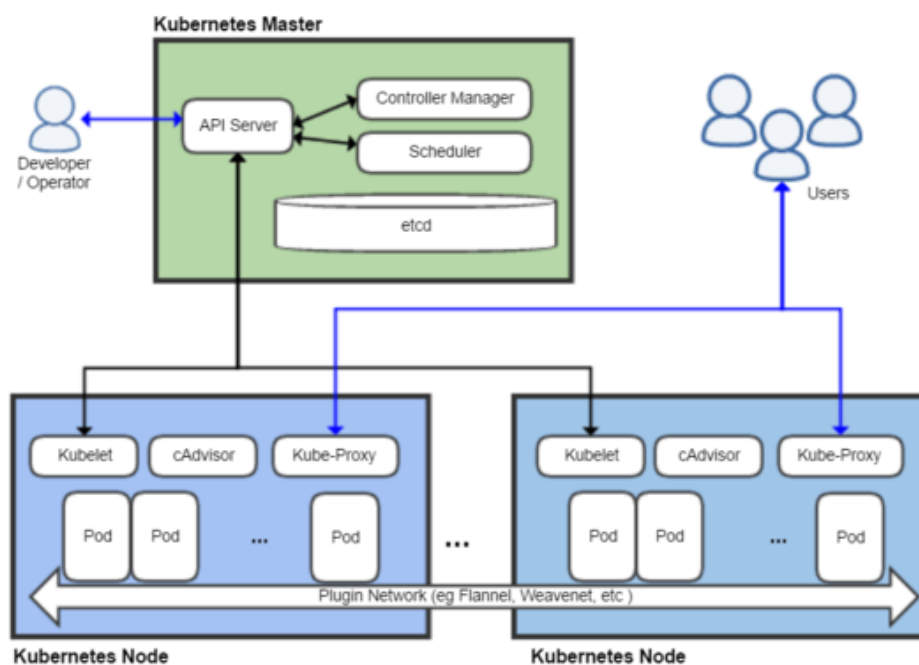 Kubernetes Master
API Server
Controller Manager
Scheduler
etcd
Developer
/ Operator
Users
Kubelet
cAdvisor
Kube-Proxy
Pod
Pod
...
Pod
...
Kubelet
cAdvisor
Kube-Proxy
Pod
Pod
...
Pod
Plugin Network (eg Flannel, Weavenet, etc )
Kubernetes Node
Kubernetes Node